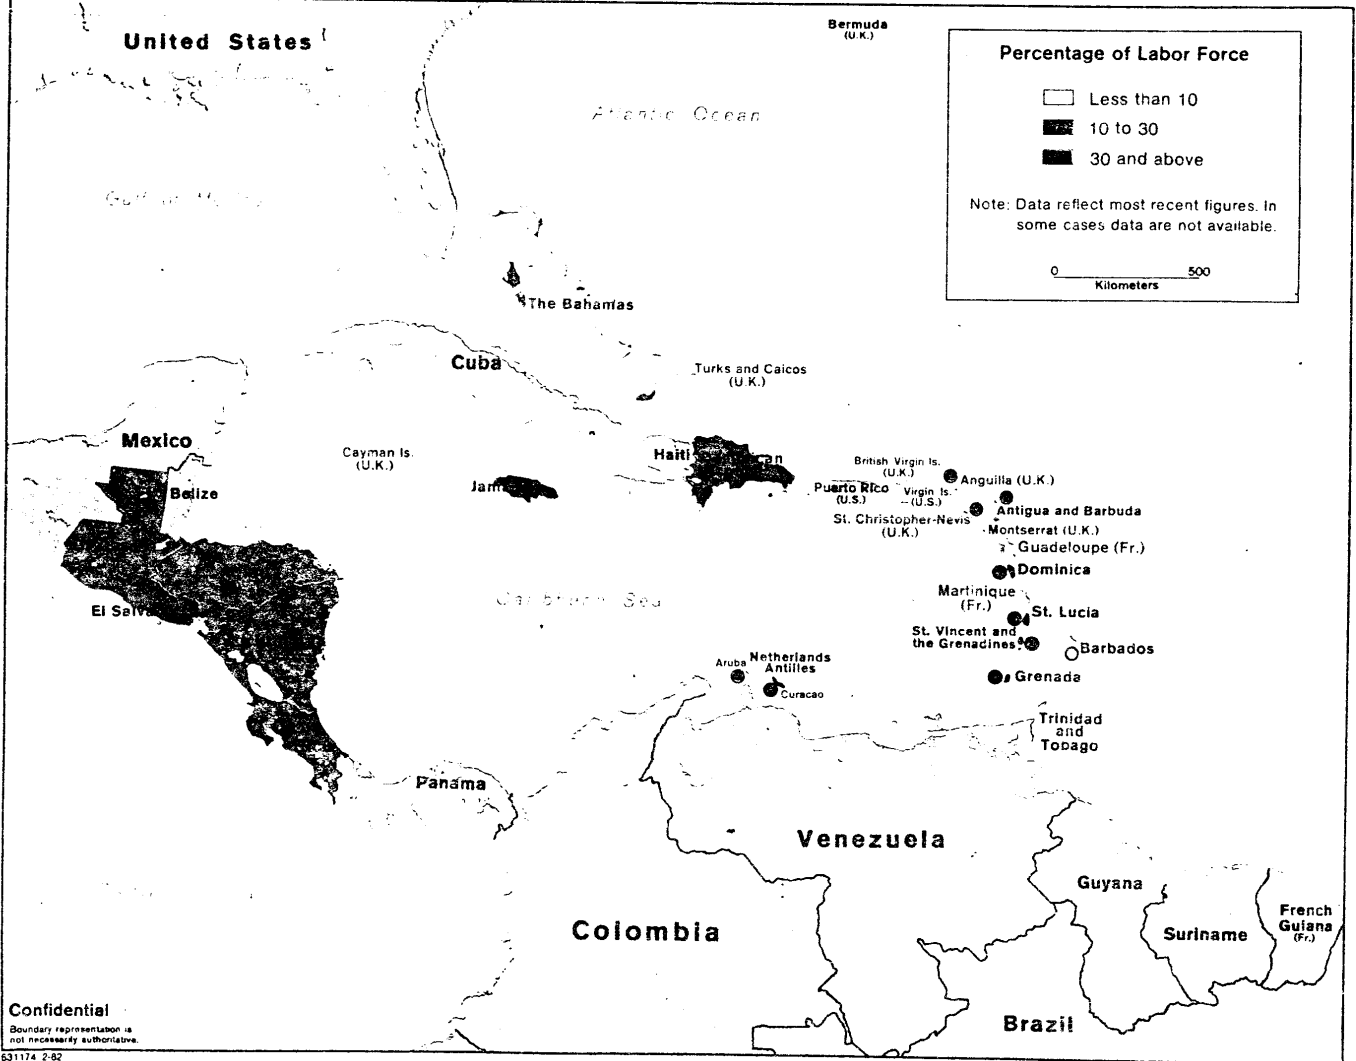 United States
Bermuda
(U.K.)
Percentage of Labor Force
Less than 10
10 to 30
30 and above
Note: Data reflect most recent figures. In
some cases data are not available.
0 500
Kilometers
Atlantic Ocean
The Bahamas
Cuba
Turks and Caicos
(U.K.)
Mexico
Cayman Is.
(U.K.)
Haiti
Belize
British Virgin Is.
(U.K.)
Anguilla (U.K.)
Puerto Rico
(U.S.)
Virgin Is.
(U.S.)
Antigua and Barbuda
St. Christopher-Nevis
(U.K.)
Montserrat (U.K.)
Guadeloupe (Fr.)
Dominica
Martinique
(Fr.)
St. Lucia
Caribbean Sea
El Salva
St. Vincent and
the Grenadines
Barbados
Aruba
Netherlands
Antilles
Curacao
Grenada
Trinidad
and
Tobago
Panama
Venezuela
Guyana
Colombia
Suriname
French
Guiana
(Fr.)
Brazil
Confidential
Boundary representation is
not necessarily authoritative.
631174 2-82